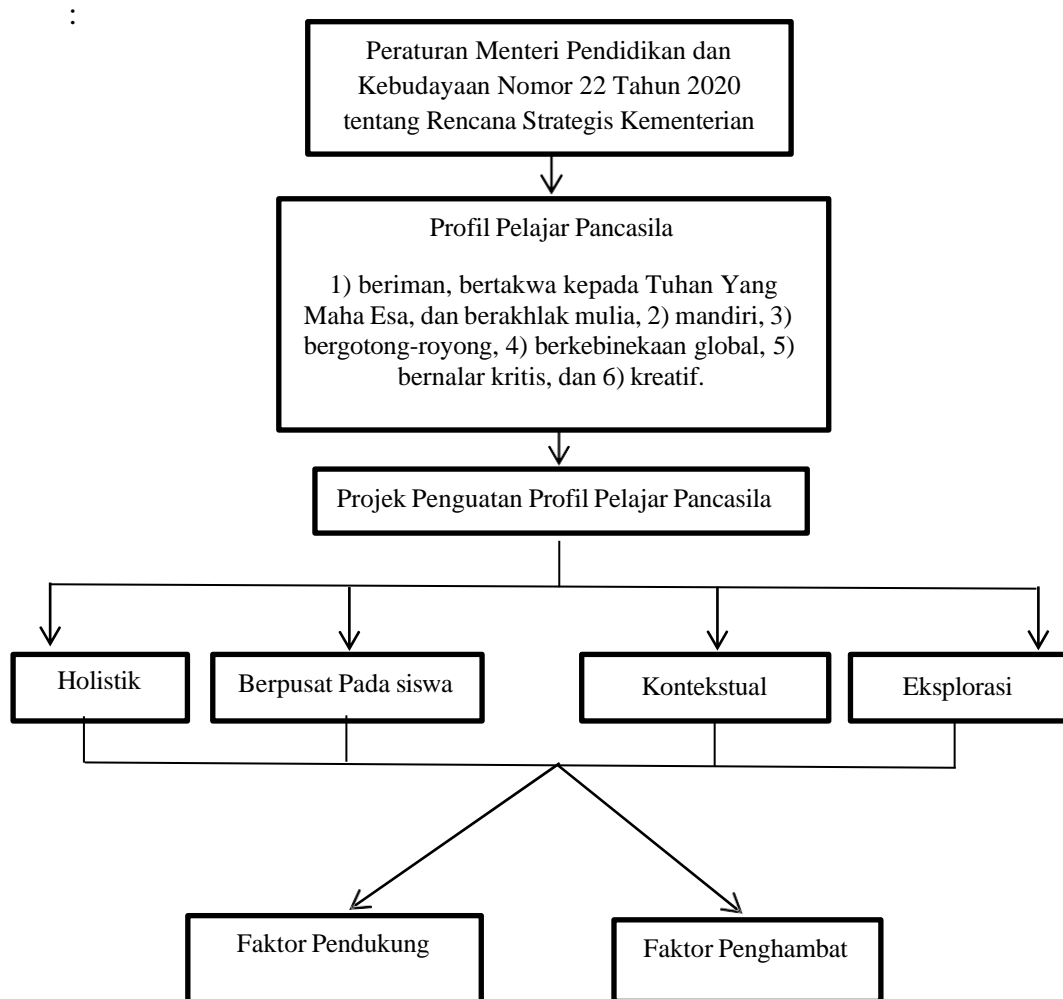 :
Peraturan Menteri Pendidikan dan
Kebudayaan Nomor 22 Tahun 2020
tentang Rencana Strategis Kementerian
Profil Pelajar Pancasila
1) beriman, bertakwa kepada Tuhan Yang
Maha Esa, dan berakhlak mulia, 2) mandiri, 3)
bergotong-royong, 4) berkebinekaan global, 5)
bernalar kritis, dan 6) kreatif.
Projek Penguatan Profil Pelajar Pancasila
Holistik
Berpusat Pada siswa
Kontekstual
Eksplorasi
Faktor Pendukung
Faktor Penghambat